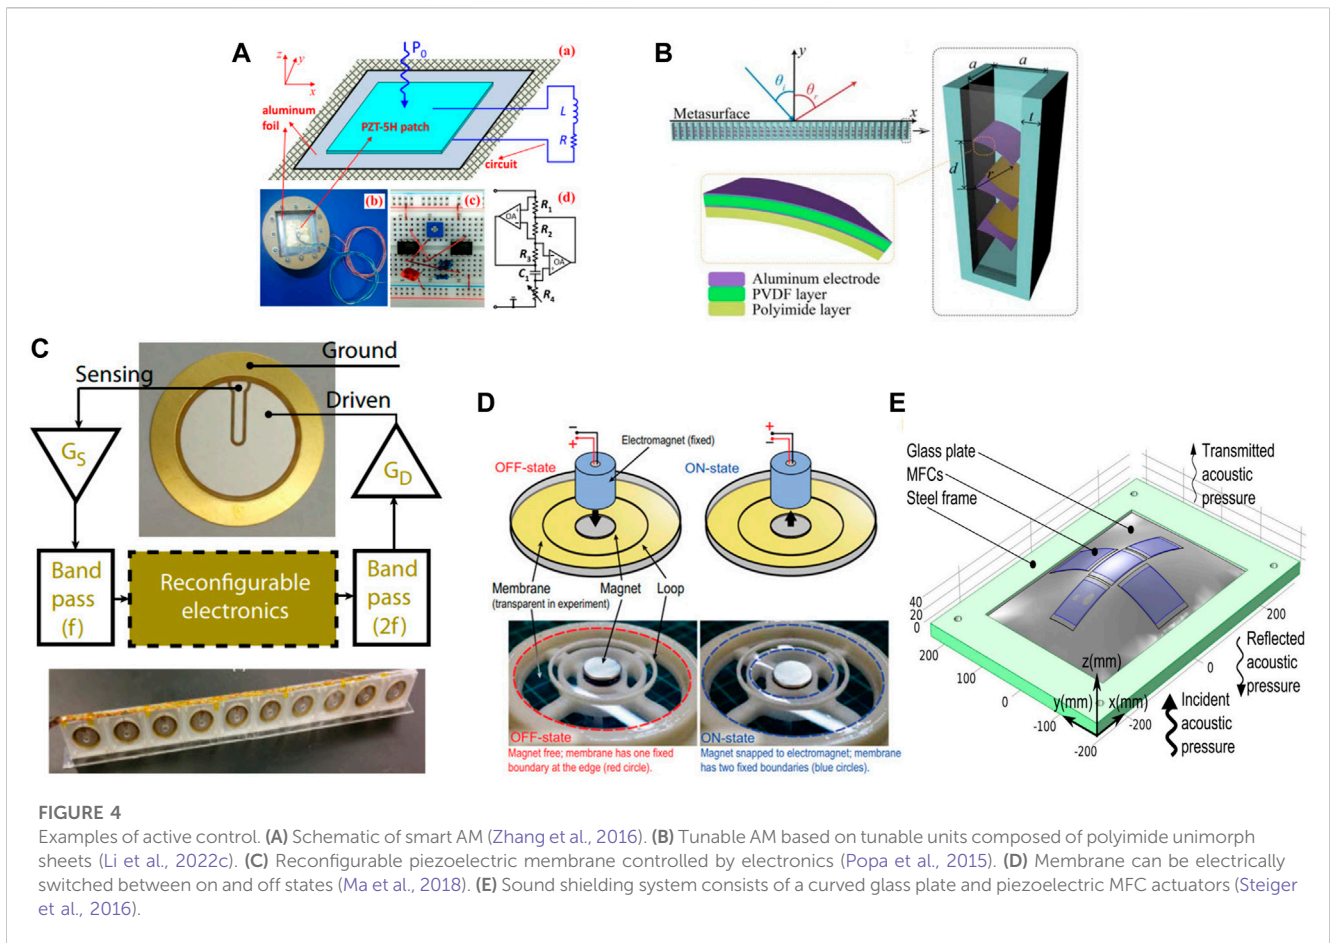 A
(a)
P0
z
y
x
aluminum
foil
PZT-5H patch
L
R
circuit
(b)
(c)
(d)
OA
R1
R2
R3
C1
OA
R4
B
y
θi
θr
Metasurface
x
a
a
t
d
r
Aluminum electrode
PVDF layer
Polyimide layer
C
Ground
Sensing
Driven
GS
GD
Band
pass
(f)
Reconfigurable
electronics
Band
pass
(2f)
D
−
+
Electromagnet (fixed)
+
−
OFF-state
ON-state
Membrane
(transparent in experiment)
Magnet
Loop
OFF-state
ON-state
Magnet free; membrane has one fixed
boundary at the edge (red circle).
Magnet snapped to electromagnet; membrane
has two fixed boundaries (blue circles).
E
Glass plate
MFCs
Steel frame
Transmitted
acoustic
pressure
40
20
0
200
100
0
-100
-200
200
0
-200
z(mm)
y(mm)
x(mm)
Reflected
acoustic
pressure
Incident
acoustic
pressure
FIGURE 4
Examples of active control. (A) Schematic of smart AM (Zhang et al., 2016). (B) Tunable AM based on tunable units composed of polyimide unimorph
sheets (Li et al., 2022c). (C) Reconfigurable piezoelectric membrane controlled by electronics (Popa et al., 2015). (D) Membrane can be electrically
switched between on and off states (Ma et al., 2018). (E) Sound shielding system consists of a curved glass plate and piezoelectric MFC actuators (Steiger
et al., 2016).